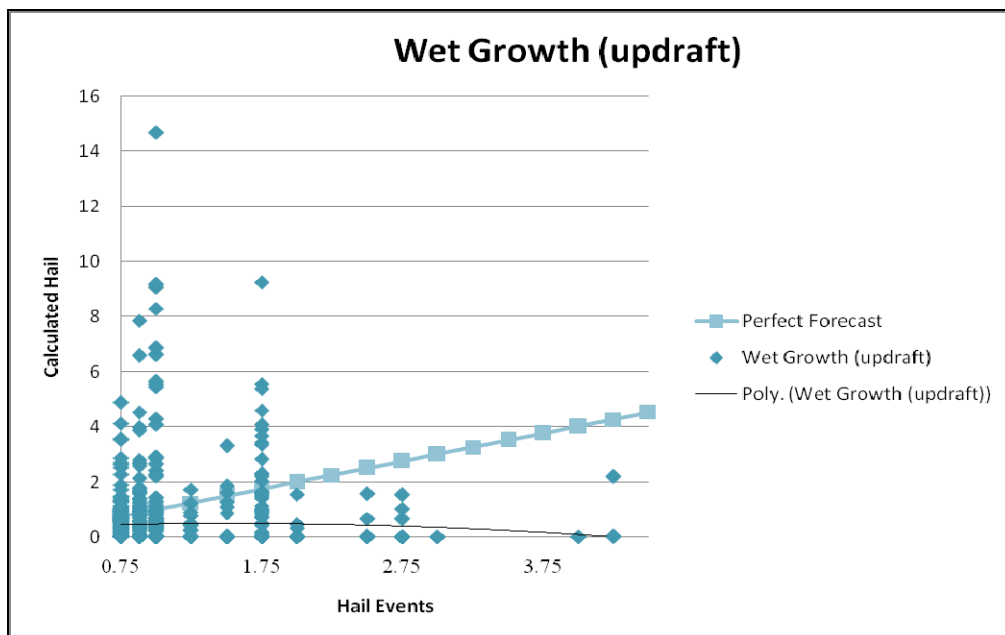 Wet Growth (updraft)
16
14
12
10
8
6
4
2
0
Calculated Hail
0.75 1.75 2.75 3.75
Hail Events
Perfect Forecast
Wet Growth (updraft)
Poly. (Wet Growth (updraft))